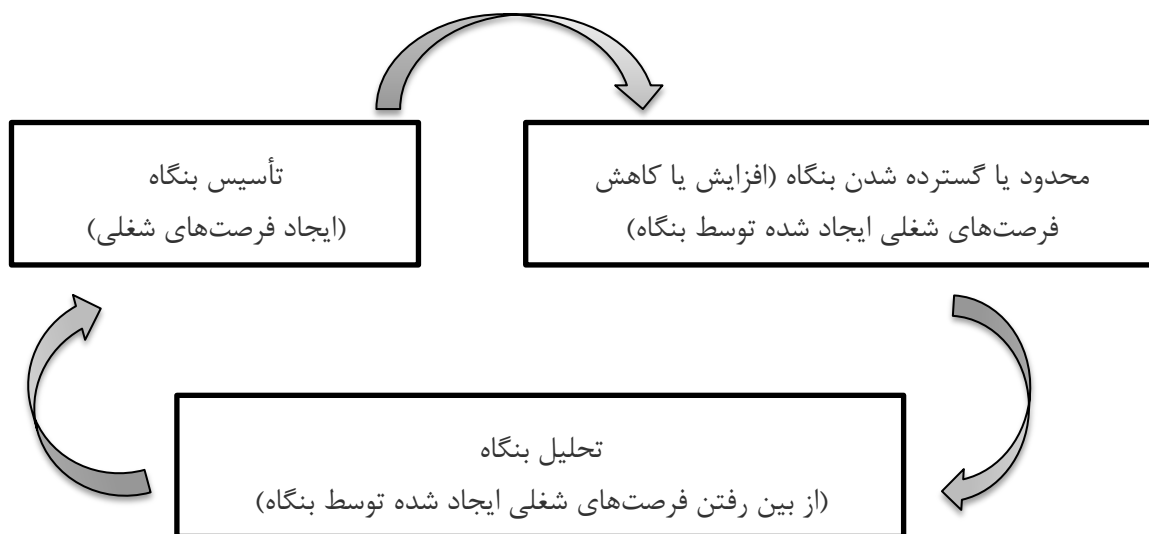 تأسیس بنگاه
(ایجاد فرصت‌های شغلی)
محدود یا گسترده شدن بنگاه (افزایش یا کاهش
فرصت‌های شغلی ایجاد شده توسط بنگاه)
تحلیل بنگاه
(از بین رفتن فرصت‌های شغلی ایجاد شده توسط بنگاه)